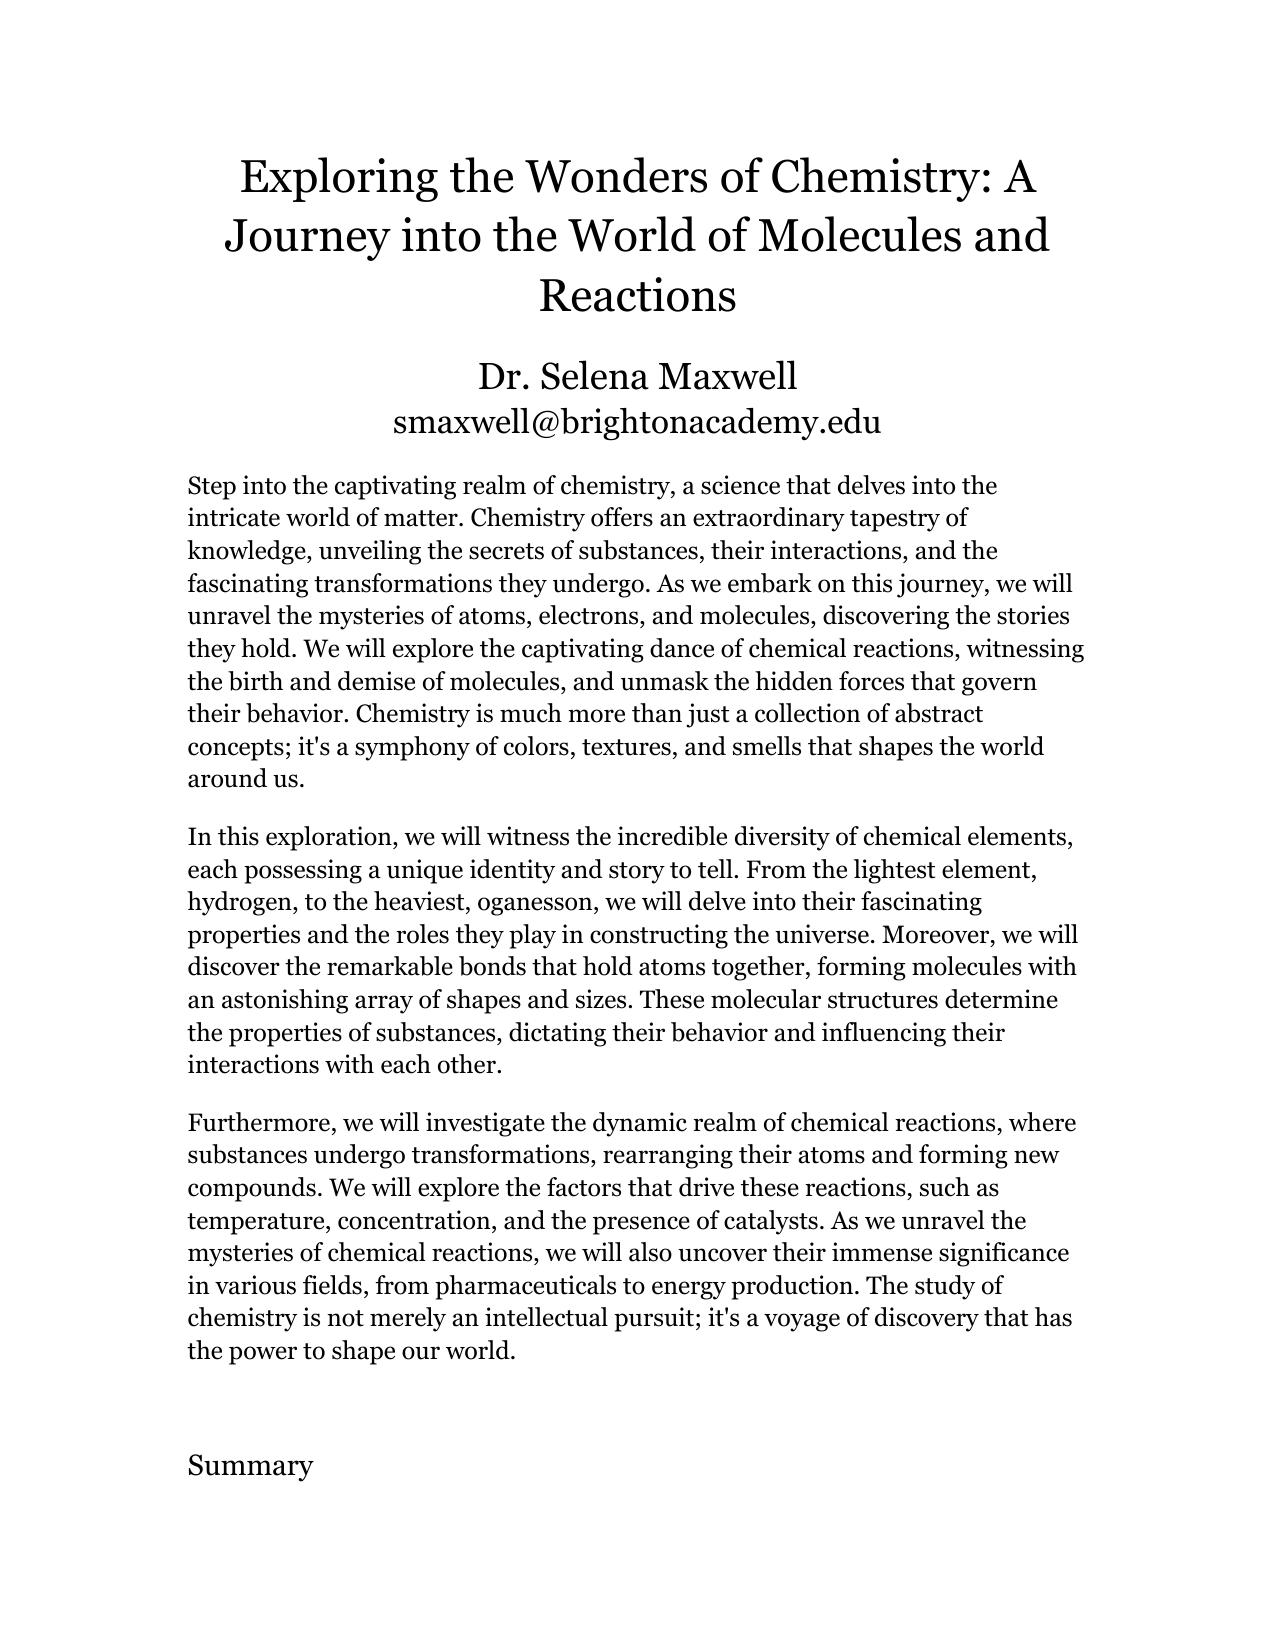 Exploring the Wonders of Chemistry: A
Journey into the World of Molecules and
Reactions
Dr. Selena Maxwell
smaxwell@brightonacademy.edu
Step into the captivating realm of chemistry, a science that delves into the
intricate world of matter. Chemistry offers an extraordinary tapestry of
knowledge, unveiling the secrets of substances, their interactions, and the
fascinating transformations they undergo. As we embark on this journey, we will
unravel the mysteries of atoms, electrons, and molecules, discovering the stories
they hold. We will explore the captivating dance of chemical reactions, witnessing
the birth and demise of molecules, and unmask the hidden forces that govern
their behavior. Chemistry is much more than just a collection of abstract
concepts; it's a symphony of colors, textures, and smells that shapes the world
around us.
In this exploration, we will witness the incredible diversity of chemical elements,
each possessing a unique identity and story to tell. From the lightest element,
hydrogen, to the heaviest, oganesson, we will delve into their fascinating
properties and the roles they play in constructing the universe. Moreover, we will
discover the remarkable bonds that hold atoms together, forming molecules with
an astonishing array of shapes and sizes. These molecular structures determine
the properties of substances, dictating their behavior and influencing their
interactions with each other.
Furthermore, we will investigate the dynamic realm of chemical reactions, where
substances undergo transformations, rearranging their atoms and forming new
compounds. We will explore the factors that drive these reactions, such as
temperature, concentration, and the presence of catalysts. As we unravel the
mysteries of chemical reactions, we will also uncover their immense significance
in various fields, from pharmaceuticals to energy production. The study of
chemistry is not merely an intellectual pursuit; it's a voyage of discovery that has
the power to shape our world.
Summary